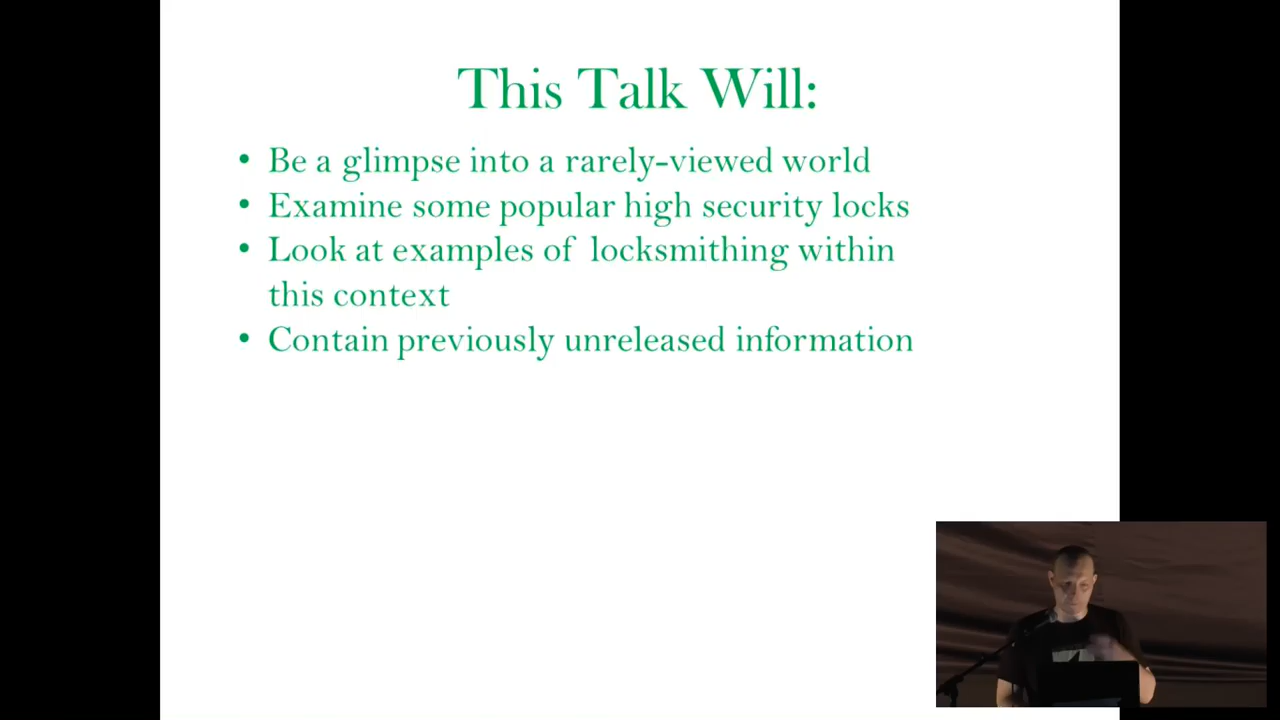 This Talk Will:
• Be a glimpse into a rarely-viewed world
• Examine some popular high security locks
• Look at examples of locksmithing within
this context
• Contain previously unreleased information